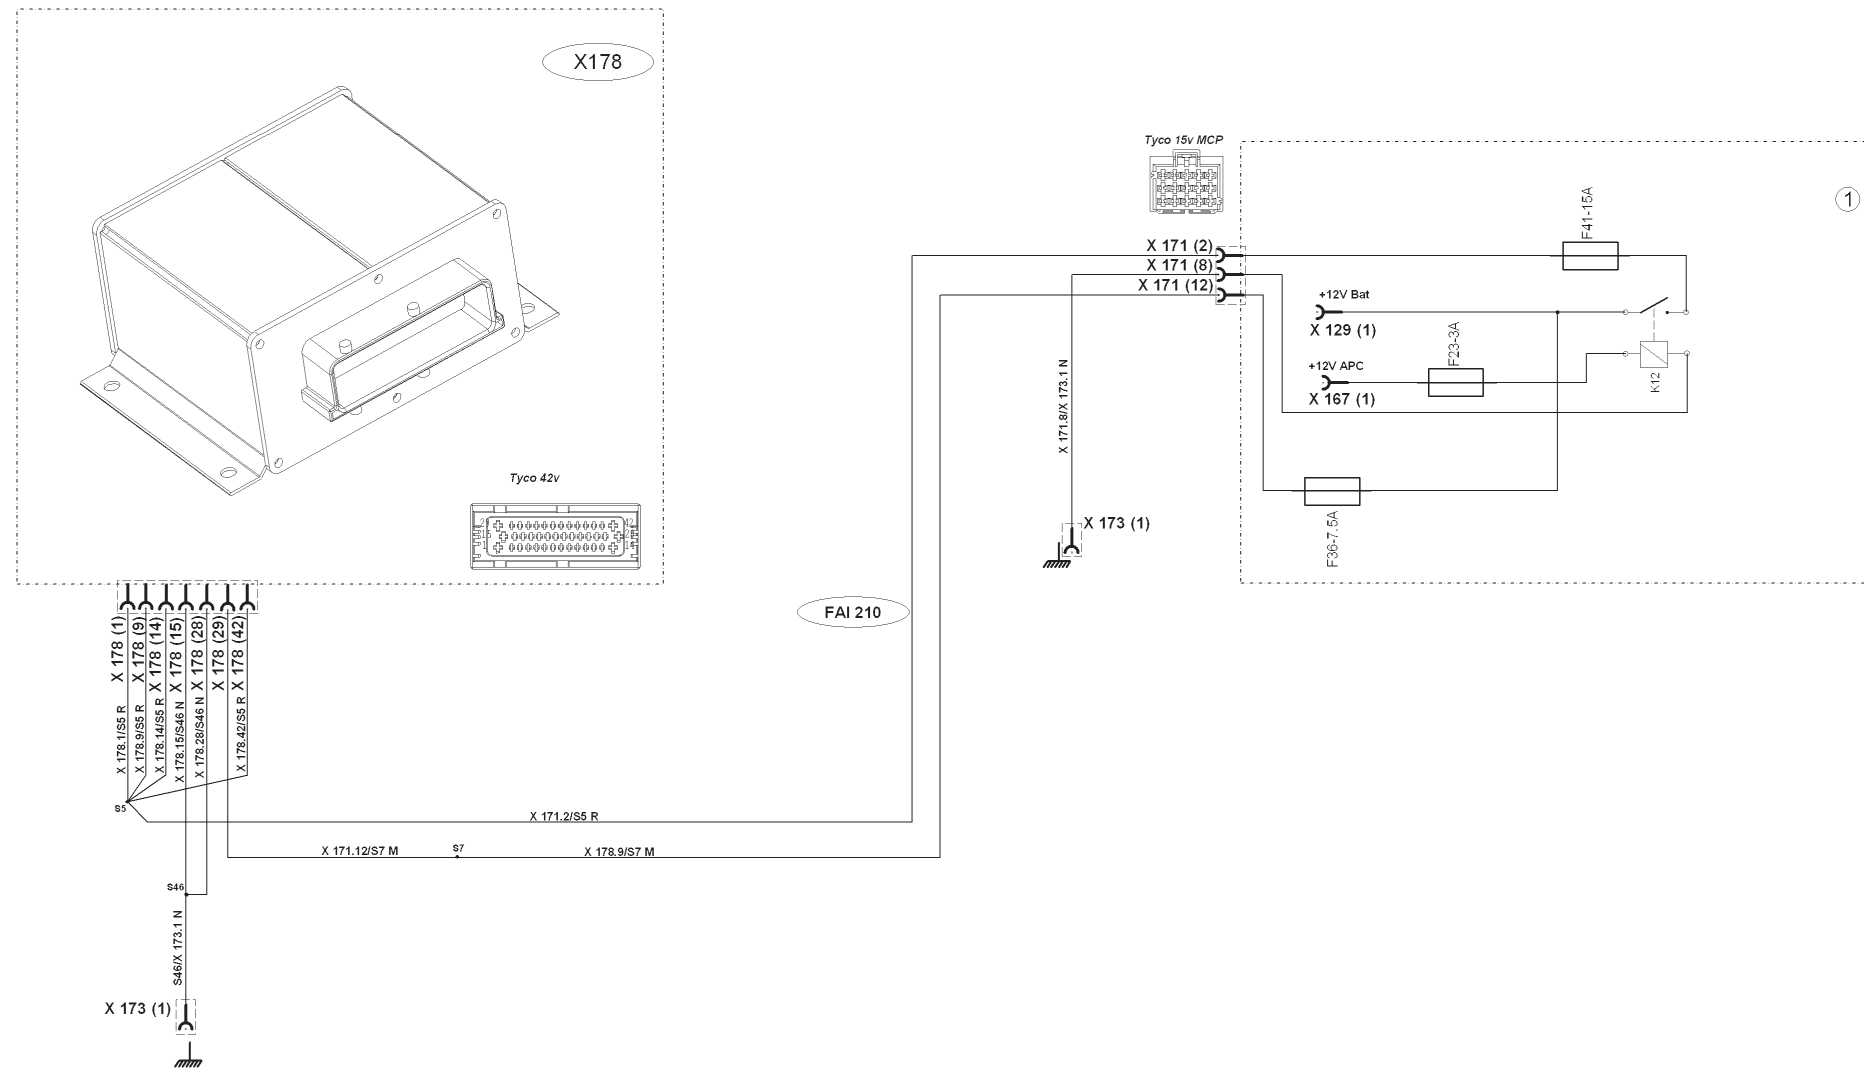 X178
Tyco 42v
Tyco 15v MCP
1
F41-15A
X 171 (2)
X 171 (8)
X 171 (12)
+12V Bat
X 129 (1)
F23-3A
+12V APC
X 167 (1)
K12
X 171.8/X 173.1 N
F36-7.5A
X 173 (1)
FAI 210
X 178 (1)
X 178 (9)
X 178 (14)
X 178 (15)
X 178 (28)
X 178 (29)
X 178 (42)
X 178.1/S5 R
X 178.9/S5 R
X 178.14/S5 R
X 178.15/S46 N
X 178.28/S46 N
X 178.42/S5 R
S5
X 171.2/S5 R
X 171.12/S7 M
S7
X 178.9/S7 M
S46
S46/X 173.1 N
X 173 (1)